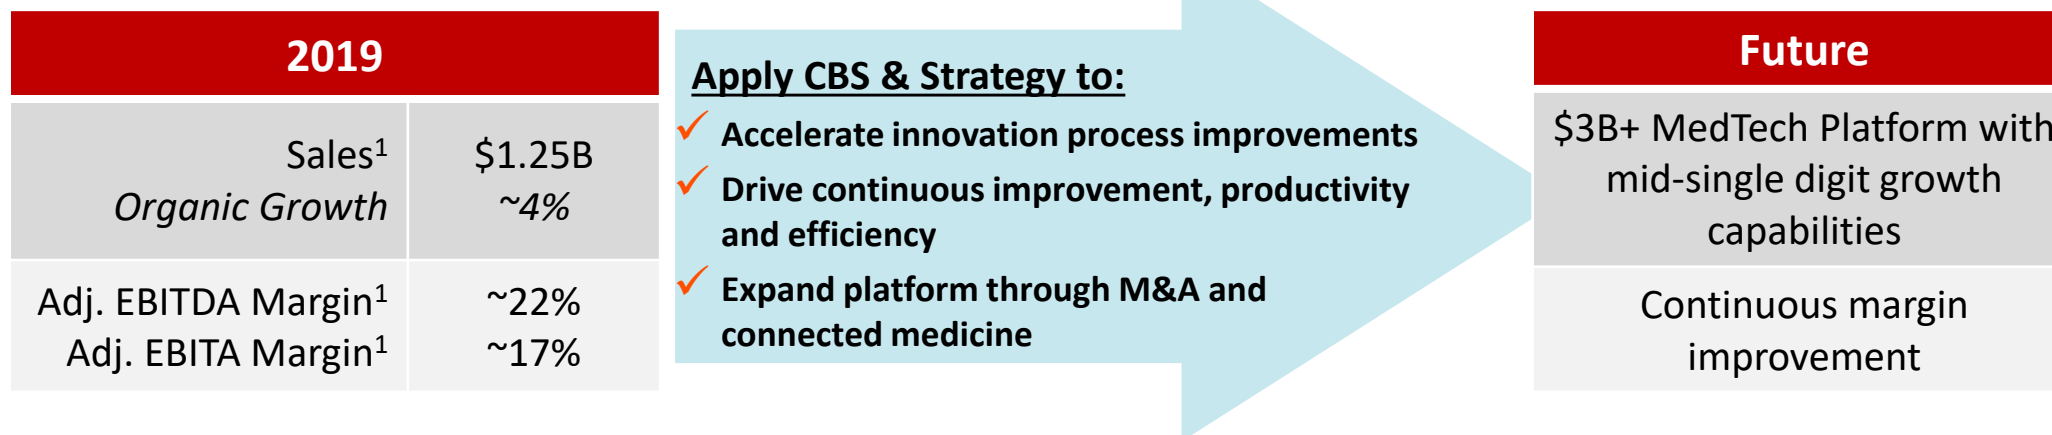 2019
Sales¹ $1.25B
Organic Growth ~4%
Adj. EBITDA Margin¹ ~22%
Adj. EBITA Margin¹ ~17%
Apply CBS & Strategy to:
✓ Accelerate innovation process improvements
✓ Drive continuous improvement, productivity
and efficiency
✓ Expand platform through M&A and
connected medicine
Future
$3B+ MedTech Platform with
mid-single digit growth
capabilities
Continuous margin
improvement